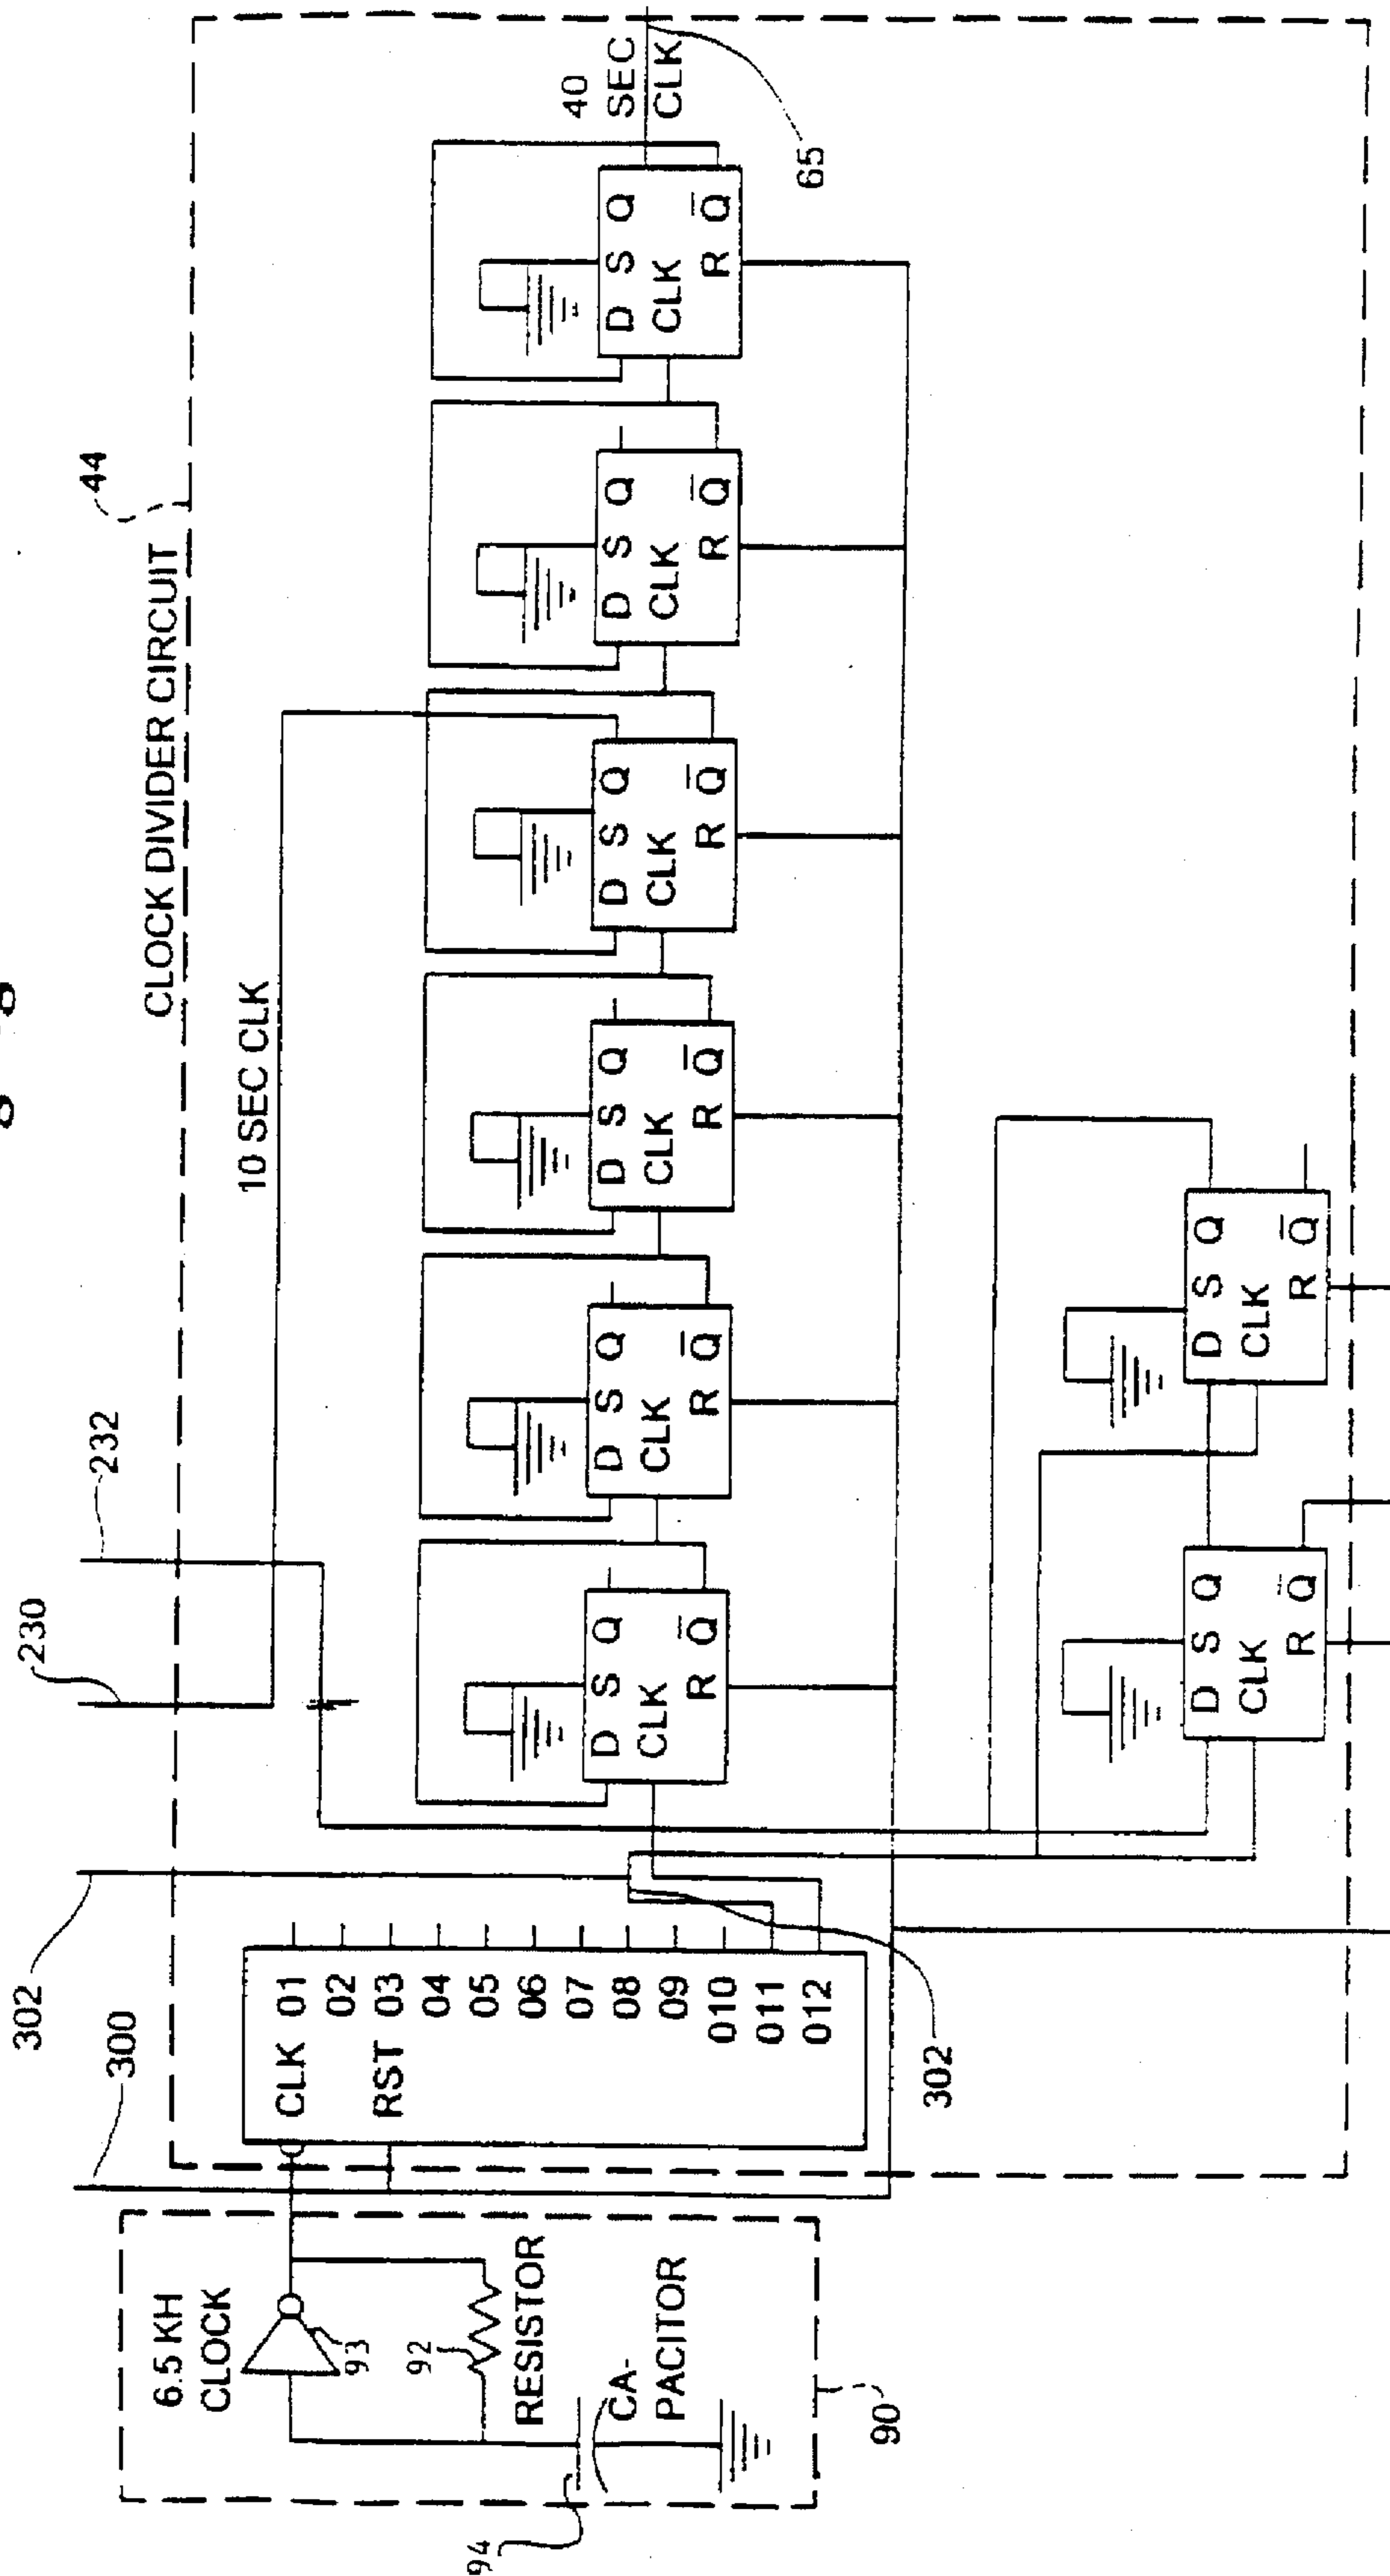 CLOCK DIVIDER CIRCUIT
44
230
232
302
300
10 SEC CLK
40
SEC
CLK
65
6.5 KH
CLOCK
93
92
RESISTOR
94
CA-
PACITOR
90
CLK 01
02
RST 03
04
05
06
07
08
09
010
011
012
302
D S Q
CLK
R Q̅
D S Q
CLK
R Q̅
D S Q
CLK
R Q̅
D S Q
CLK
R Q̅
D S Q
CLK
R Q̅
D S Q
CLK
R Q̅
D S Q
CLK
R Q̅
D S Q
CLK
R Q̅